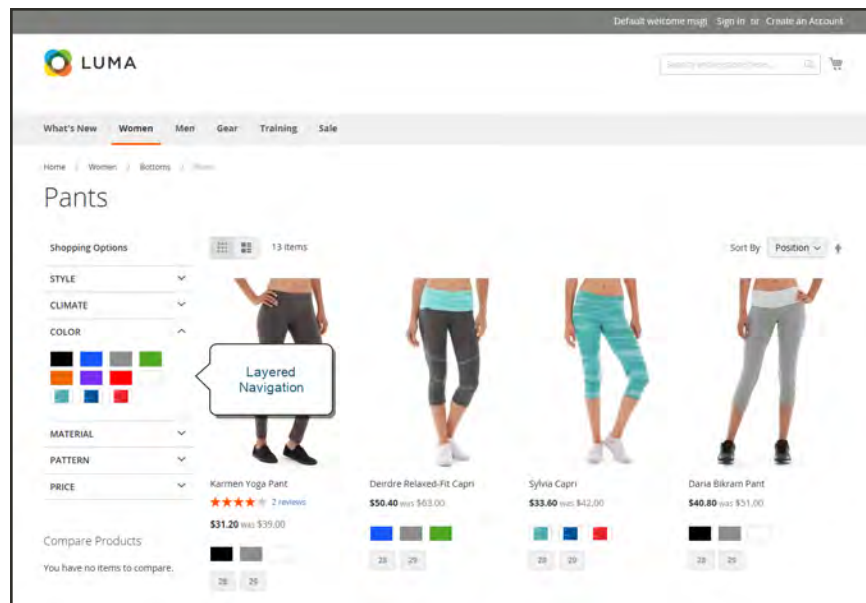 Default welcome msg! Sign in or Create an Account
LUMA
What's New Women Men Gear Training Sale
Home Women Bottoms
Pants
Shopping Options
13 items
Sort By Position
STYLE
CLIMATE
COLOR
Layered
Navigation
MATERIAL
PATTERN
PRICE
Karmen Yoga Pant
2 reviews
$31.20 was $39.00
28 29
Deirdre Relaxed-Fit Capri
$50.40 was $63.00
28 29
Sylvia Capri
$33.60 was $42.00
28 29
Daria Bikram Pant
$40.80 was $51.00
28 29
Compare Products
You have no items to compare.